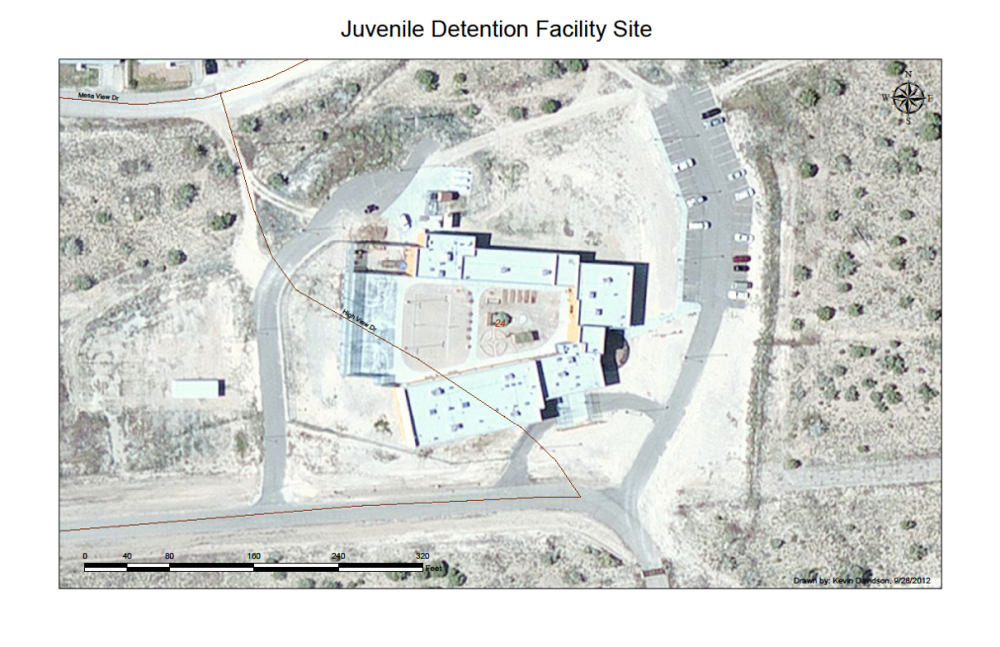 Juvenile Detention Facility Site
Mesa View Dr
N
W E
S
High View Dr
24
0 40 80 160 240 320
Feet
Drawn by: Kevin Davidson, 9/28/2012